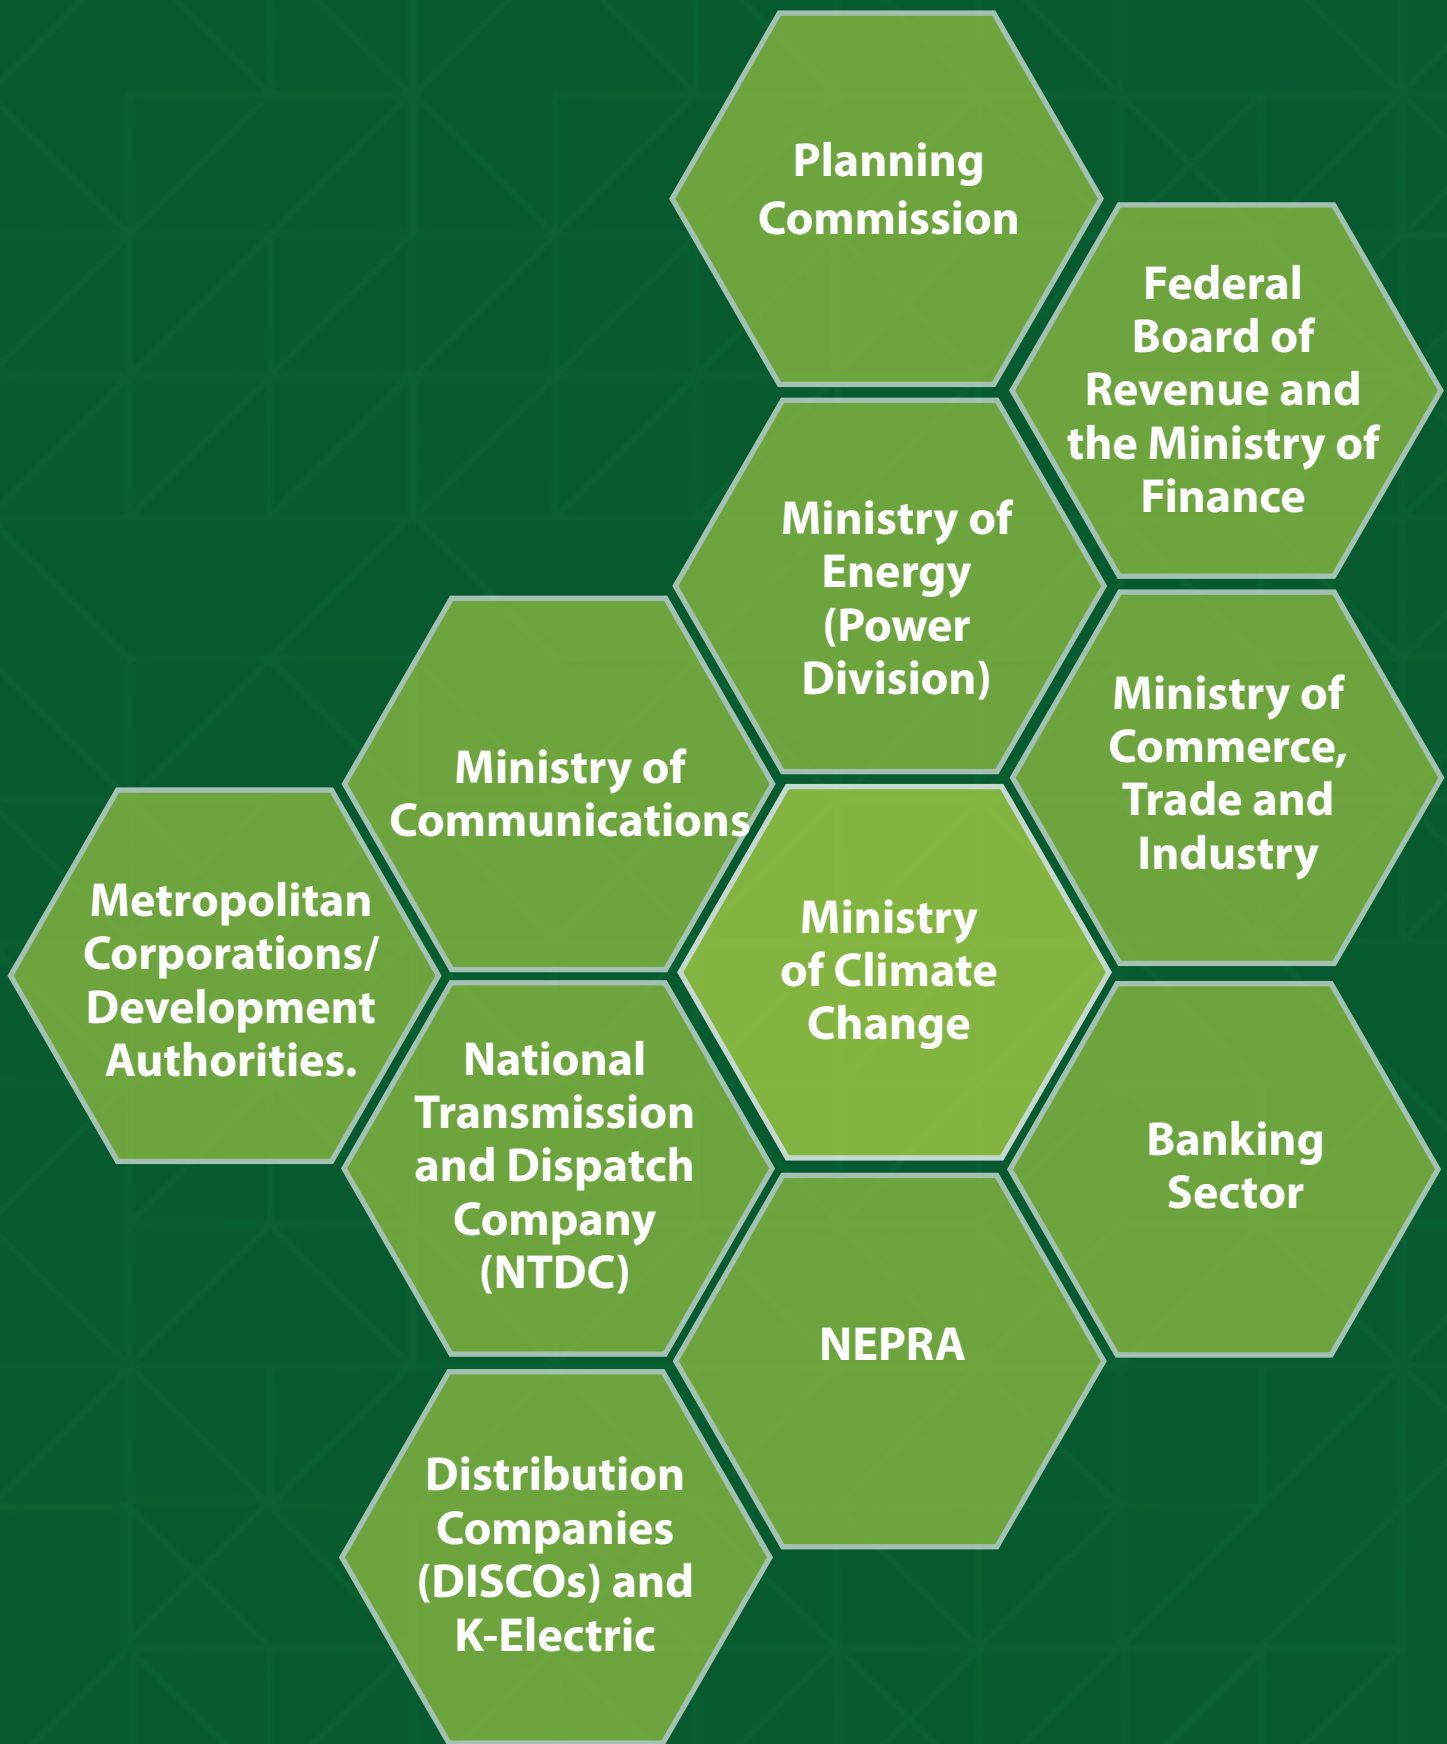 Planning
Commission
Federal
Board of
Revenue and
the Ministry of
Finance
Ministry of
Energy
(Power
Division)
Ministry of
Commerce,
Trade and
Industry
Ministry of
Communications
Metropolitan
Corporations/
Development
Authorities.
Ministry
of Climate
Change
National
Transmission
and Dispatch
Company
(NTDC)
Banking
Sector
NEPRA
Distribution
Companies
(DISCOs) and
K-Electric